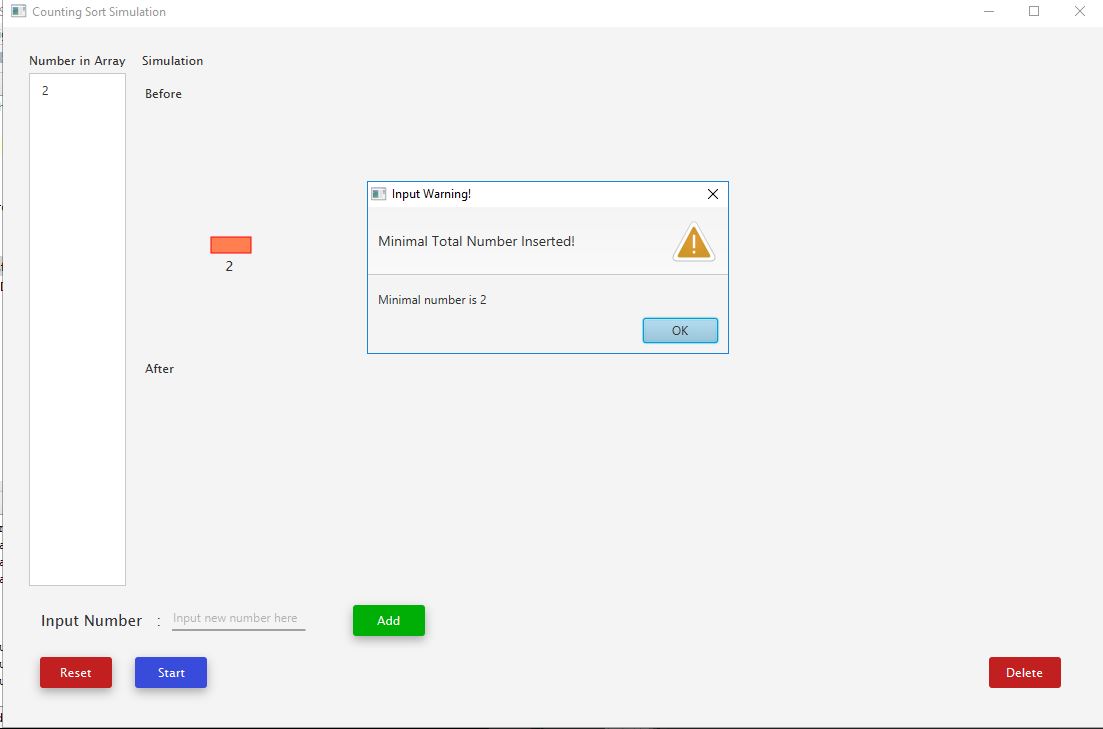 Counting Sort Simulation
Number in Array
Simulation
2
Before
Input Warning!
Minimal Total Number Inserted!
2
Minimal number is 2
OK
After
Input Number :
Input new number here
Add
Reset
Start
Delete